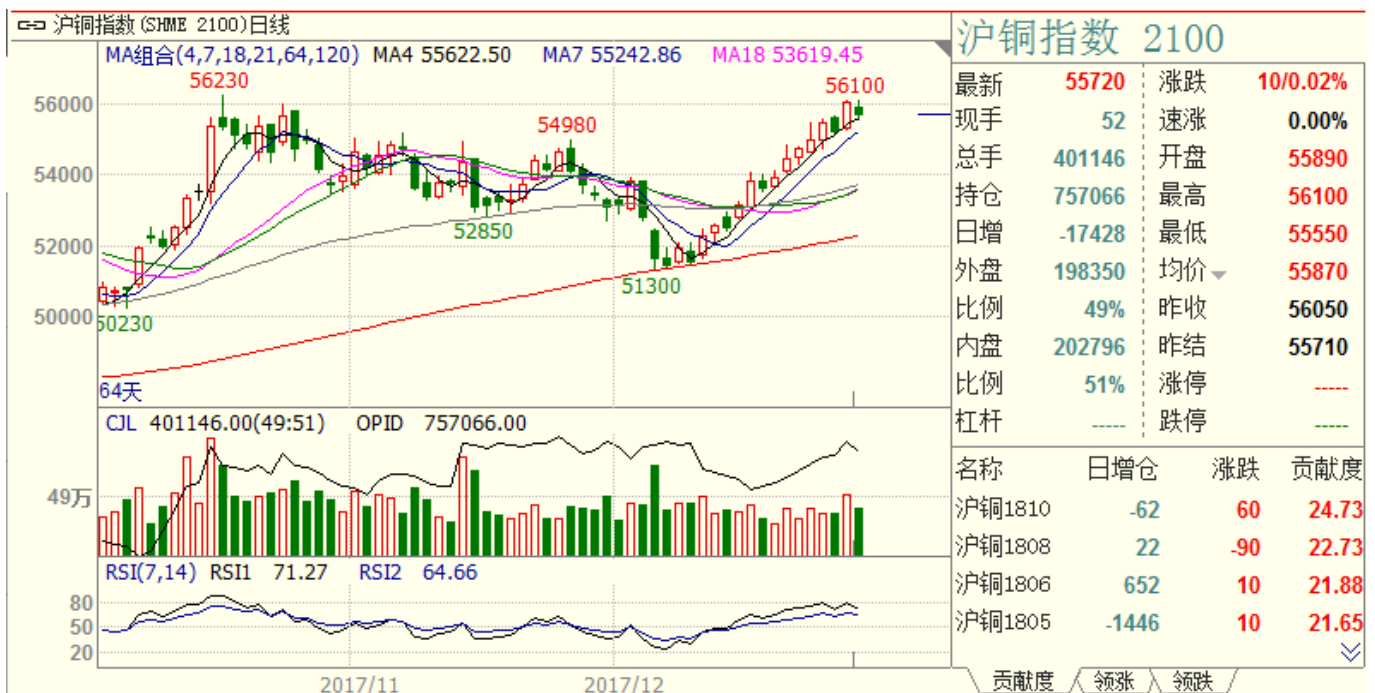 沪铜指数(SHME 2100)日线
MA组合(4,7,18,21,64,120) MA4 55622.50 MA7 55242.86 MA18 53619.45
56230
56100
56000
54980
54000
52850
52000
51300
50000
50230
64天
CJL 401146.00(49:51) OPID 757066.00
49万
RSI(7,14) RSI1 71.27 RSI2 64.66
80
50
20
2017/11 2017/12
沪铜指数 2100
最新 55720 涨跌 10/0.02%
现手 52 速涨 0.00%
总手 401146 开盘 55890
持仓 757066 最高 56100
日增 -17428 最低 55550
外盘 198350 均价 55870
比例 49% 昨收 56050
内盘 202796 昨结 55710
比例 51% 涨停 -----
杠杆 ----- 跌停 -----
名称 日增仓 涨跌 贡献度
沪铜1810 -62 60 24.73
沪铜1808 22 -90 22.73
沪铜1806 652 10 21.88
沪铜1805 -1446 10 21.65
贡献度 领涨 领跌